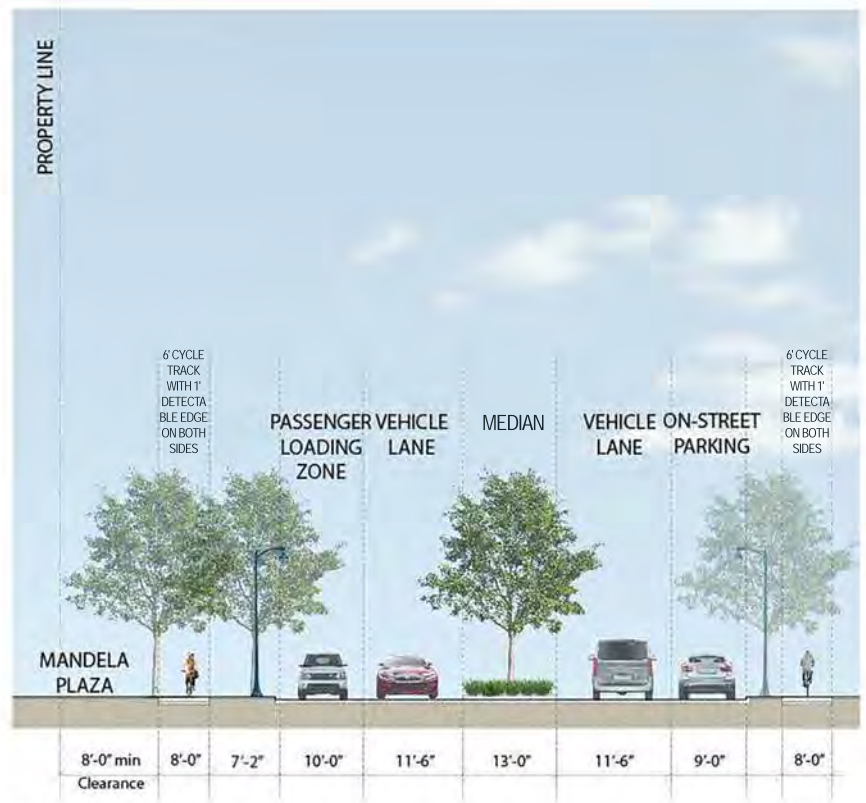 PROPERTY LINE
6' CYCLE
TRACK
WITH 1'
DETECTA
BLE EDGE
ON BOTH
SIDES
PASSENGER
LOADING
ZONE
VEHICLE
LANE
MEDIAN
VEHICLE
LANE
ON-STREET
PARKING
6' CYCLE
TRACK
WITH 1'
DETECTA
BLE EDGE
ON BOTH
SIDES
MANDELA
PLAZA
8'-0" min
Clearance
8'-0"
7'-2"
10'-0"
11'-6"
13'-0"
11'-6"
9'-0"
8'-0"